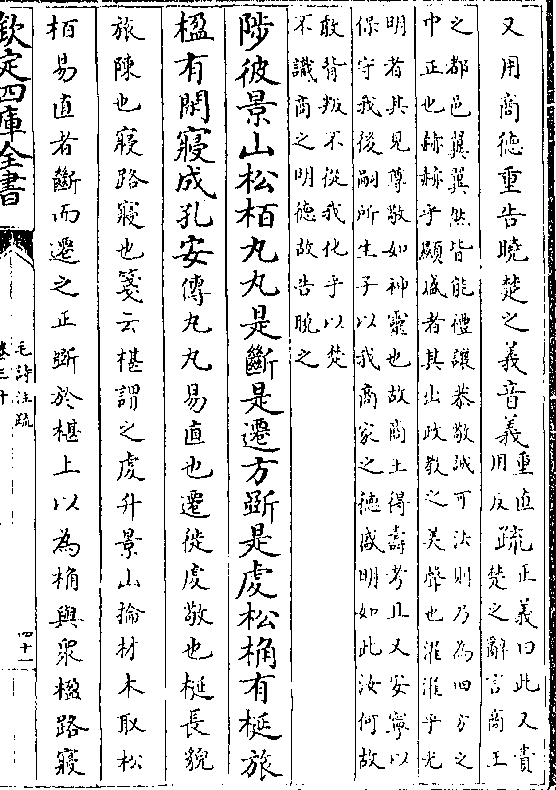 又用商德重告曉楚之義音義重直用反疏正義曰此又責楚之辭言商王
之都邑翼翼然皆能禮讓恭敬誠可法則乃為四方之
中正也赫赫乎顯盛者其出政教之美聲也濯濯乎光
明者其見尊敬如神靈也故商王得壽考且又安寧以
保守我後嗣所生子以我商家之德盛明如此汝何故
敢背叛不從我化乎以楚
不識商之明德故告曉之
陟彼景山松栢丸丸是斷是遷方斲是虔松桷有梴旅
楹有閑寢成孔安傳丸丸易直也遷徙虔敬也梴長貌
旅陳也寢路寢也箋云椹謂之虔升景山掄材木取松
栢易直者斷而遷之正斲於椹上以為桷與衆楹路寢
欽定四庫全書
毛詩注疏
卷三十
四十一